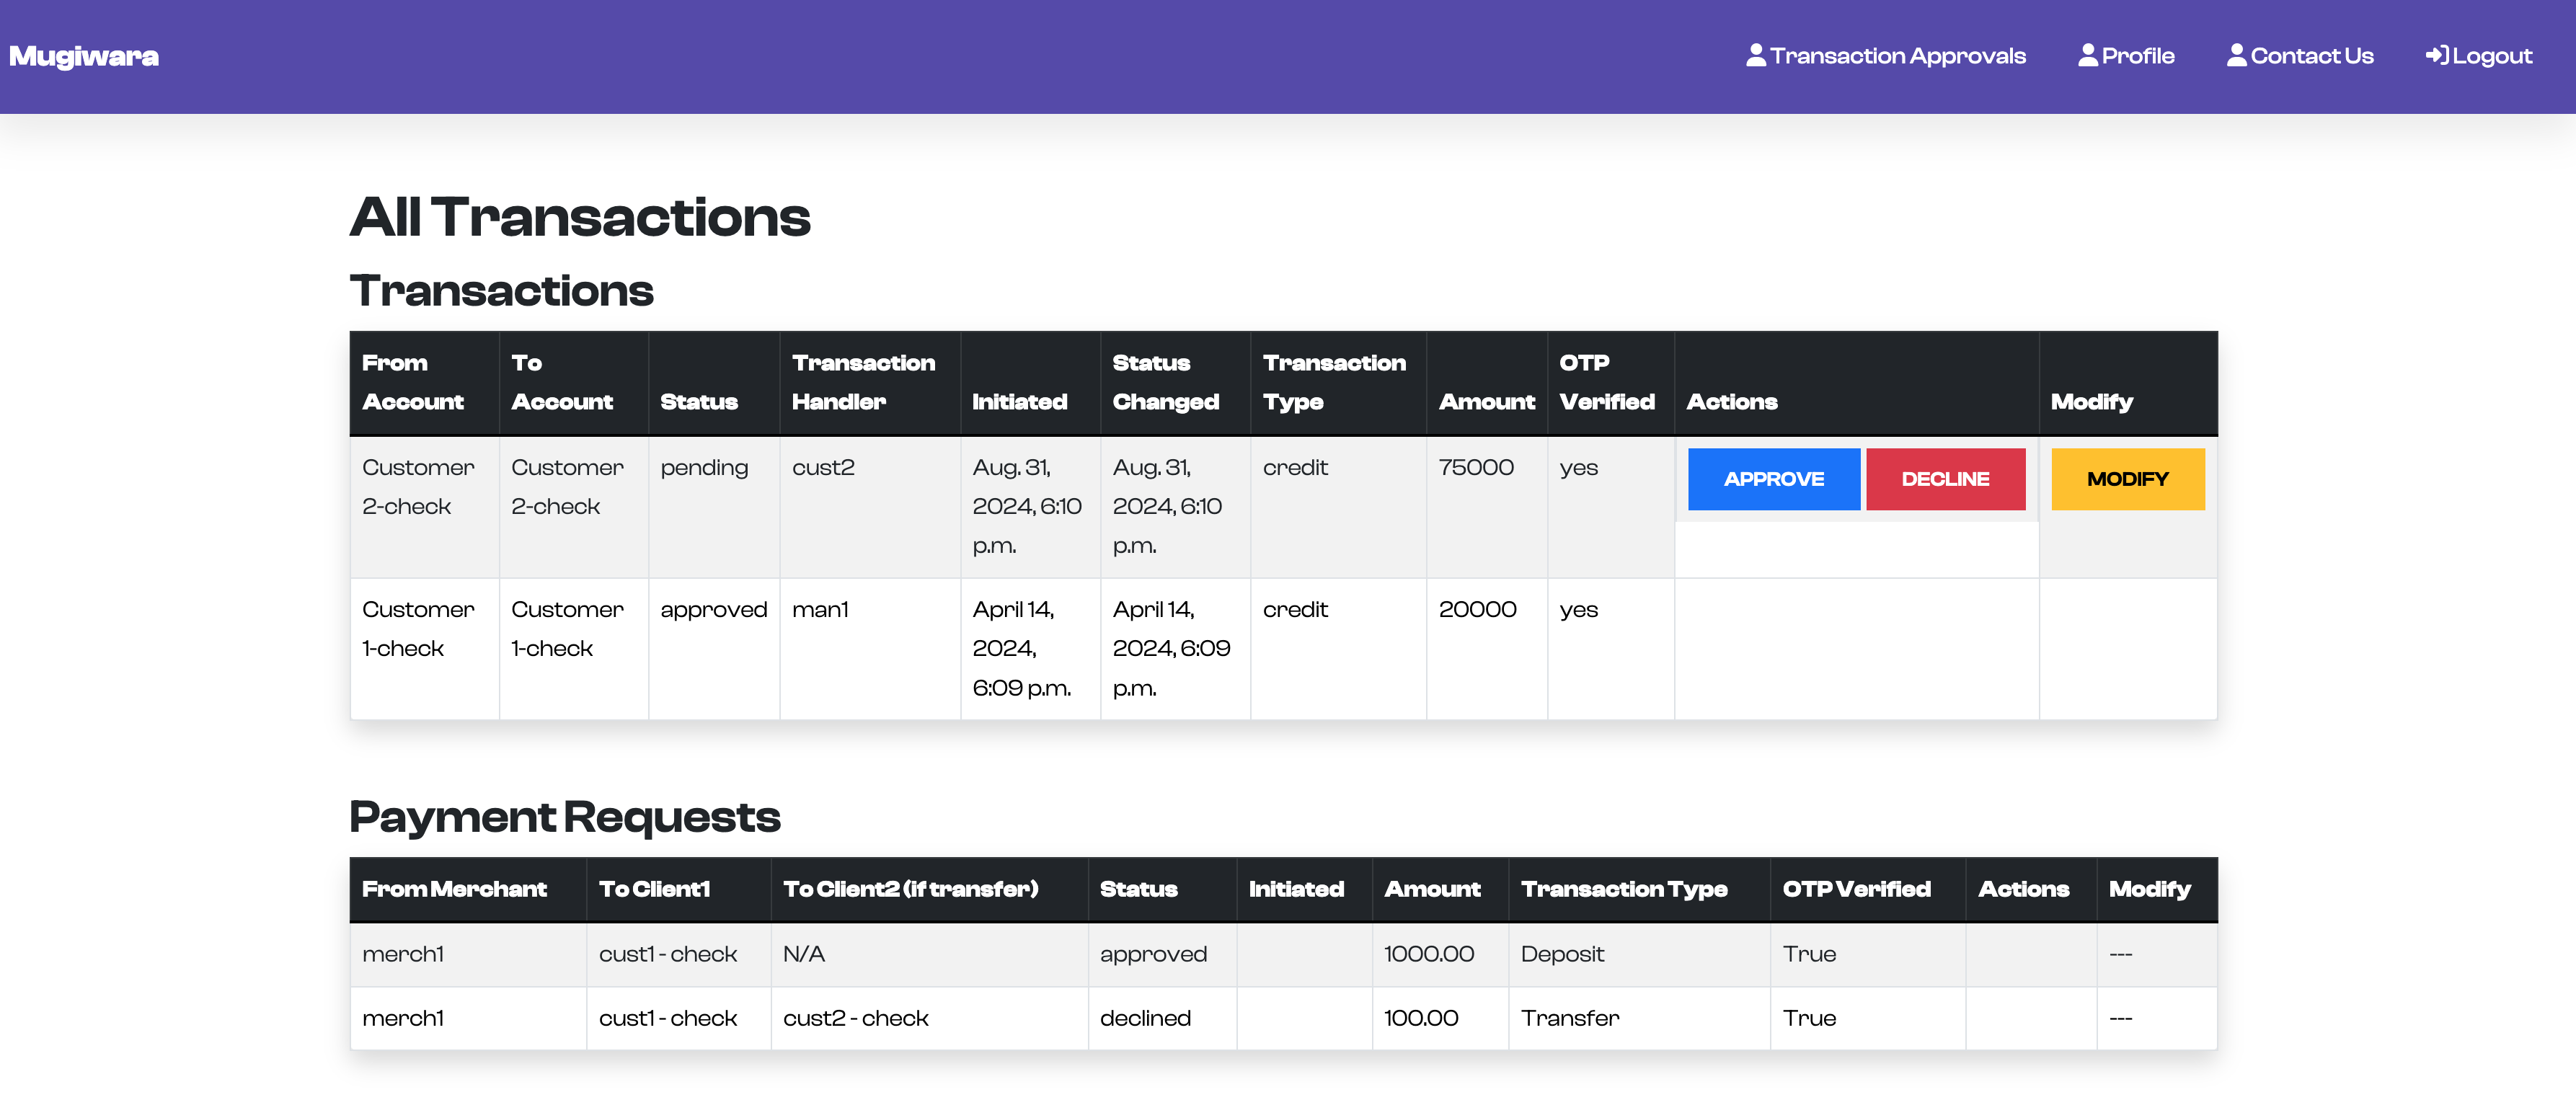 Mugiwara
Transaction Approvals
Profile
Contact Us
Logout
All Transactions
Transactions
From Account
To Account
Status
Transaction Handler
Initiated
Status Changed
Transaction Type
Amount
OTP Verified
Actions
Modify
Customer 2-check
Customer 2-check
pending
cust2
Aug. 31, 2024, 6:10 p.m.
Aug. 31, 2024, 6:10 p.m.
credit
75000
yes
APPROVE
DECLINE
MODIFY
Customer 1-check
Customer 1-check
approved
man1
April 14, 2024, 6:09 p.m.
April 14, 2024, 6:09 p.m.
credit
20000
yes
Payment Requests
From Merchant
To Client1
To Client2 (if transfer)
Status
Initiated
Amount
Transaction Type
OTP Verified
Actions
Modify
merch1
cust1 - check
N/A
approved
1000.00
Deposit
True
---
merch1
cust1 - check
cust2 - check
declined
100.00
Transfer
True
---